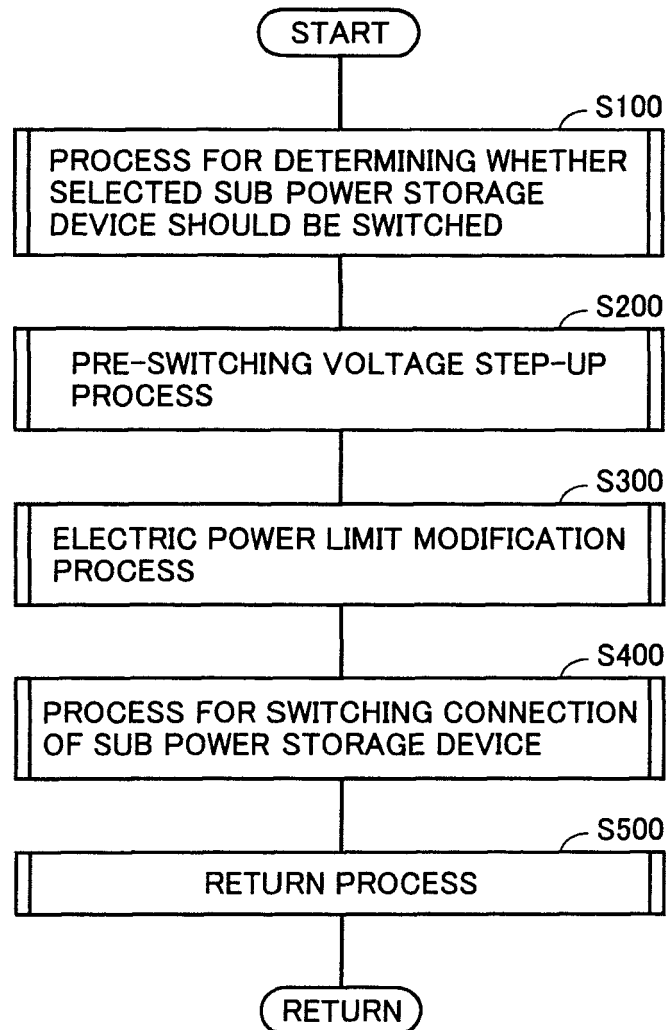 START
S100
PROCESS FOR DETERMINING WHETHER
SELECTED SUB POWER STORAGE
DEVICE SHOULD BE SWITCHED
S200
PRE-SWITCHING VOLTAGE STEP-UP
PROCESS
S300
ELECTRIC POWER LIMIT MODIFICATION
PROCESS
S400
PROCESS FOR SWITCHING CONNECTION
OF SUB POWER STORAGE DEVICE
S500
RETURN PROCESS
RETURN